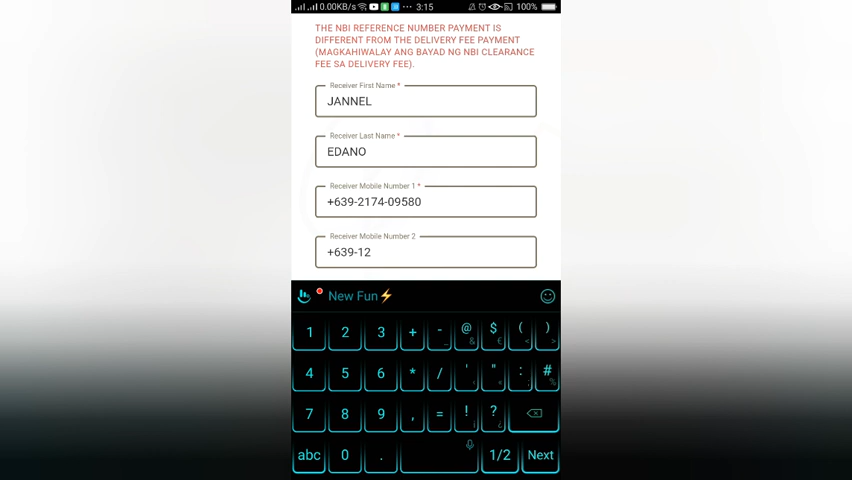 0.00KB/s 3:15 100%
THE NBI REFERENCE NUMBER PAYMENT IS
DIFFERENT FROM THE DELIVERY FEE PAYMENT
(MAGKAHIWALAY ANG BAYAD NG NBI CLEARANCE
FEE SA DELIVERY FEE).
Receiver First Name *
JANNEL
Receiver Last Name *
EDANO
Receiver Mobile Number 1 *
+639-2174-09580
Receiver Mobile Number 2
+639-12
New Fun⚡
1 2 3 + - _ @ & $ € ( < ) >
4 5 6 * / ' " : ; # %
7 8 9 , = ! ¡ ? ¿
abc 0 . 1/2 Next